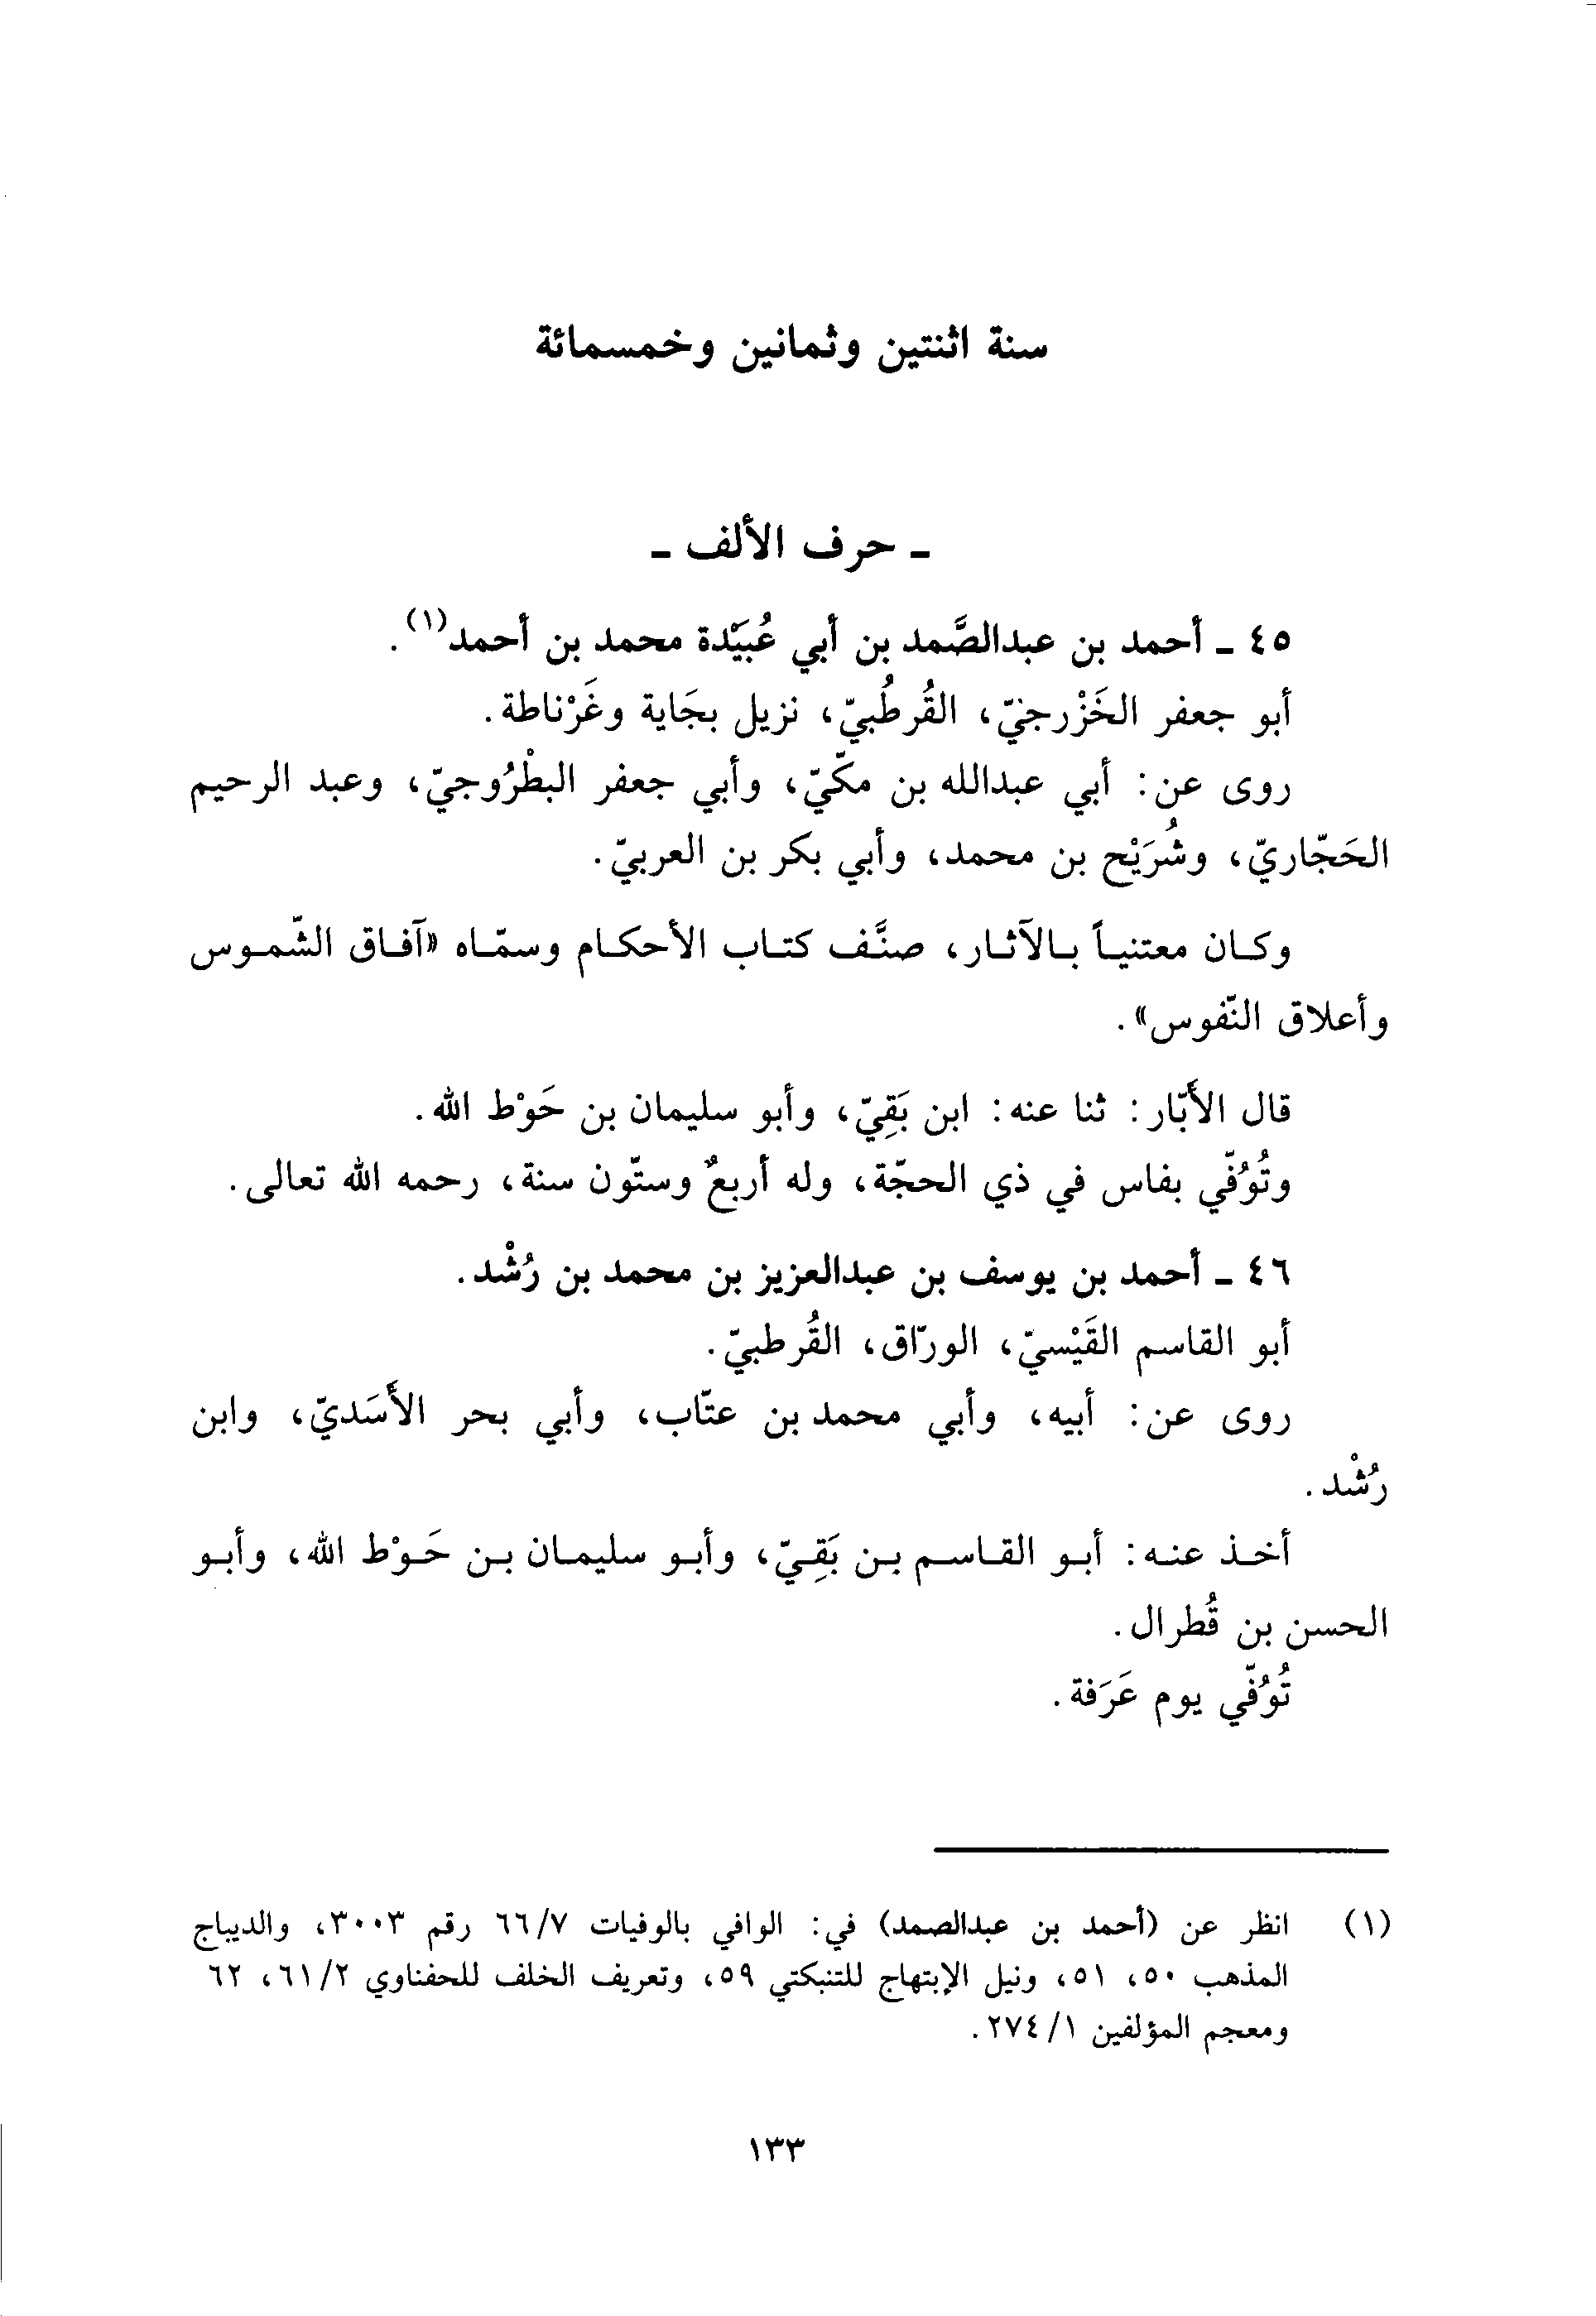 سنة اثنتين وثمانين وخمسمائة
ـ حرف الألف ـ
٤٥ ـ أحمد بن عبدالصَّمد بن أبي عُبَيْدة محمد بن أحمد(١).
أبو جعفر الخَزْرجيّ، القُرطُبيّ، نزيل بجَاية وغَرْناطة.
روى عن: أبي عبدالله بن مكّيّ، وأبي جعفر البطْرُوجيّ، وعبد الرحيم
الحَجّاريّ، وشُرَيْح بن محمد، وأبي بكر بن العربيّ.
وكان معتنياً بالآثار، صنَّف كتاب الأحكام وسمّاه «آفاق الشّموس
وأعلاق النّفوس».
قال الأبّار: ثنا عنه: ابن بَقِيّ، وأبو سليمان بن حَوْط الله.
وتُوُفّي بفاس في ذي الحجّة، وله أربعٌ وستّون سنة، رحمه الله تعالى.
٤٦ ـ أحمد بن يوسف بن عبدالعزيز بن محمد بن رُشْد.
أبو القاسم القَيْسيّ، الورّاق، القُرطبيّ.
روى عن: أبيه، وأبي محمد بن عتّاب، وأبي بحر الأَسَديّ، وابن
رُشْد.
أخذ عنه: أبو القاسم بن بَقِيّ، وأبو سليمان بن حَوْط الله، وأبو
الحسن بن قُطرال.
تُوُفّي يوم عَرَفة.
(١) انظر عن (أحمد بن عبدالصمد) في: الوافي بالوفيات ٦٦/٧ رقم ٣٠٠٣، والديباج
المذهب ٥٠، ٥١، ونيل الإبتهاج للتنبكتي ٥٩، وتعريف الخلف للحفناوي ٦١/٢، ٦٢
ومعجم المؤلفين ٢٧٤/١.
١٣٣